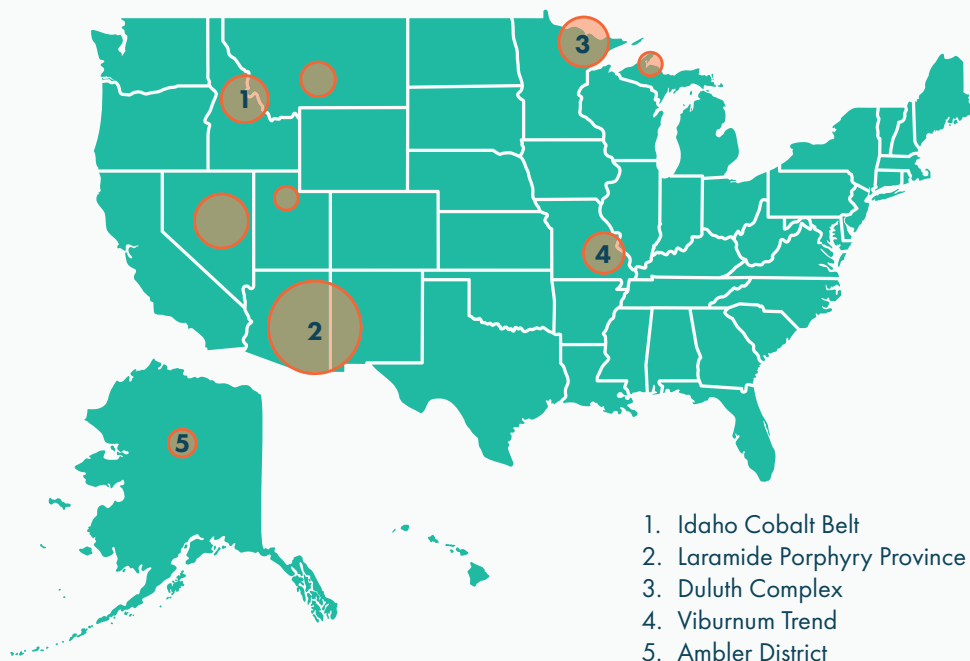 3
1
4
2
5
1. Idaho Cobalt Belt
2. Laramide Porphyry Province
3. Duluth Complex
4. Viburnum Trend
5. Ambler District